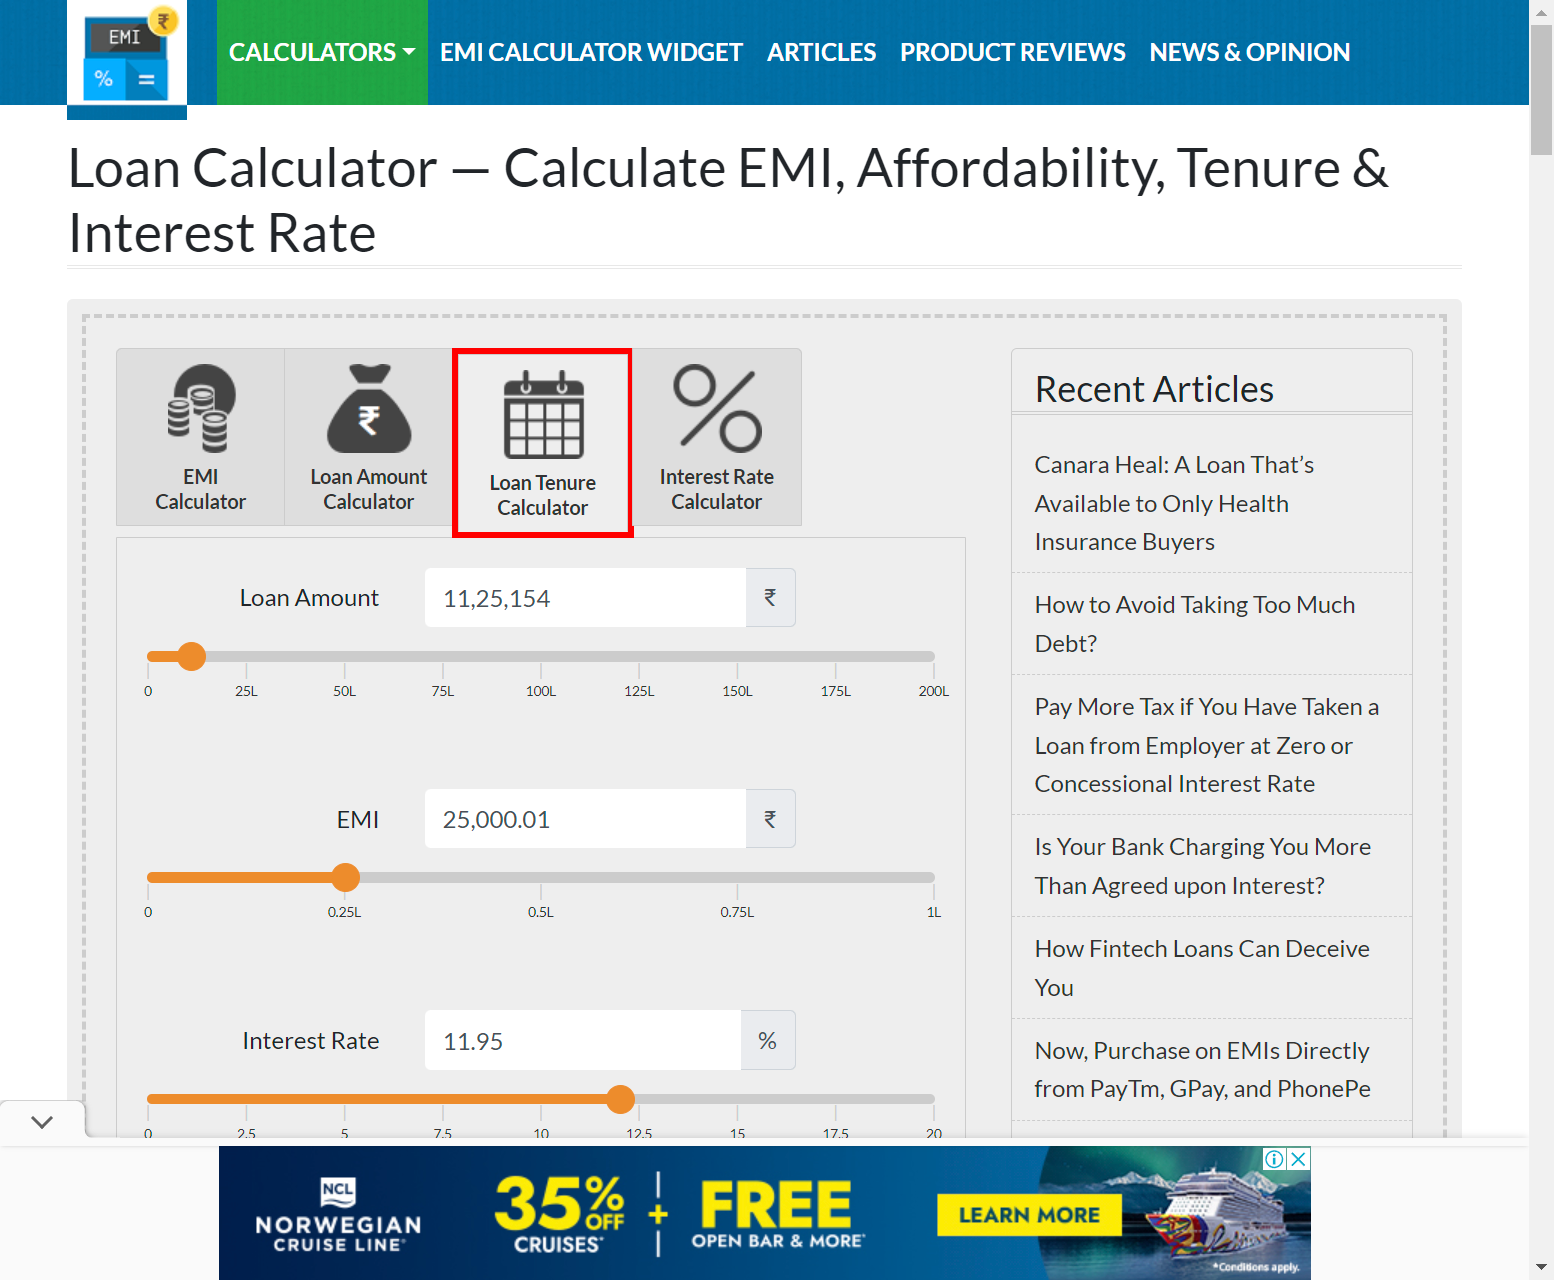 EMI
₹
%
=
CALCULATORS
EMI CALCULATOR WIDGET
ARTICLES
PRODUCT REVIEWS
NEWS & OPINION
Loan Calculator — Calculate EMI, Affordability, Tenure &
Interest Rate
EMI
Calculator
₹
Loan Amount
Calculator
Loan Tenure
Calculator
Interest Rate
Calculator
Loan Amount
11,25,154
₹
0 25L 50L 75L 100L 125L 150L 175L 200L
EMI
25,000.01
₹
0 0.25L 0.5L 0.75L 1L
Interest Rate
11.95
%
0 2.5 5 7.5 10 12.5 15 17.5 20
Recent Articles
Canara Heal: A Loan That’s
Available to Only Health
Insurance Buyers
How to Avoid Taking Too Much
Debt?
Pay More Tax if You Have Taken a
Loan from Employer at Zero or
Concessional Interest Rate
Is Your Bank Charging You More
Than Agreed upon Interest?
How Fintech Loans Can Deceive
You
Now, Purchase on EMIs Directly
from PayTm, GPay, and PhonePe
NCL
NORWEGIAN
CRUISE LINE®
35% OFF
CRUISES*
+
FREE
OPEN BAR & MORE*
LEARN MORE
*Conditions apply.